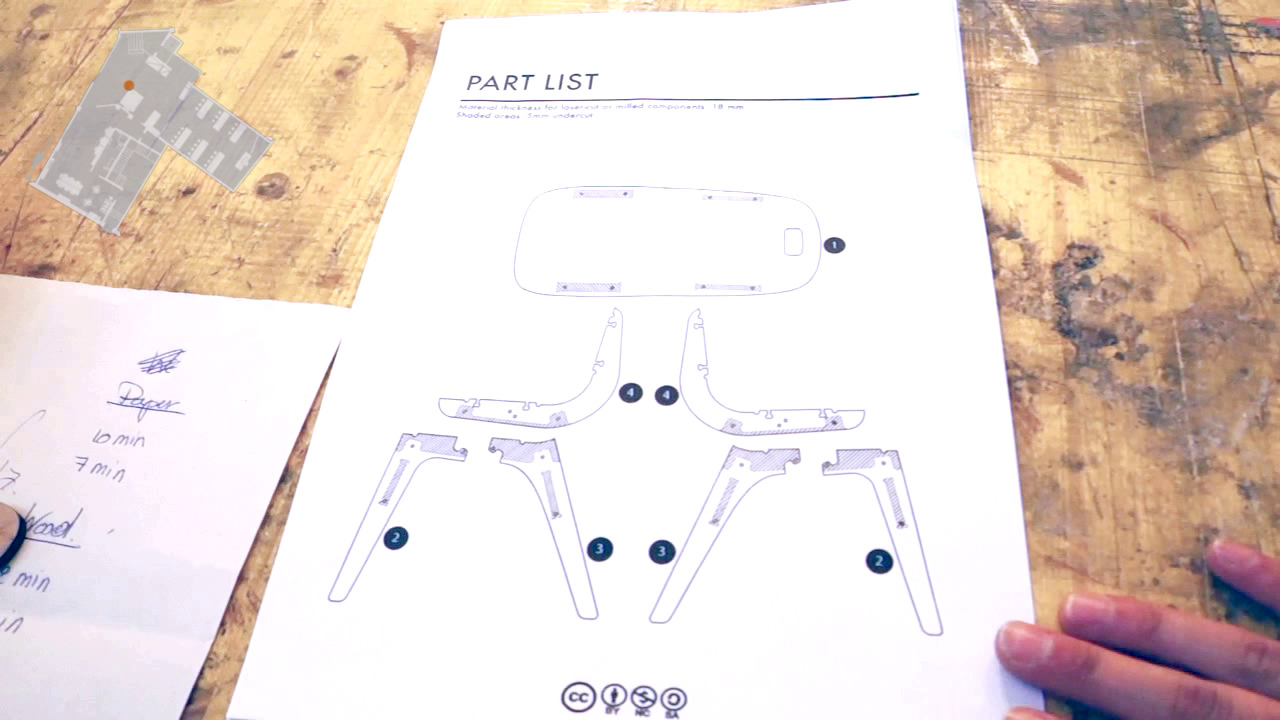 PART LIST
Material thickness for lasercut or milled components: 18 mm
Shaded areas: 5mm undercut
1
4 4
2
3
3
2
CC BY NC SA
Paper
10 min
7 min
Wood.
min